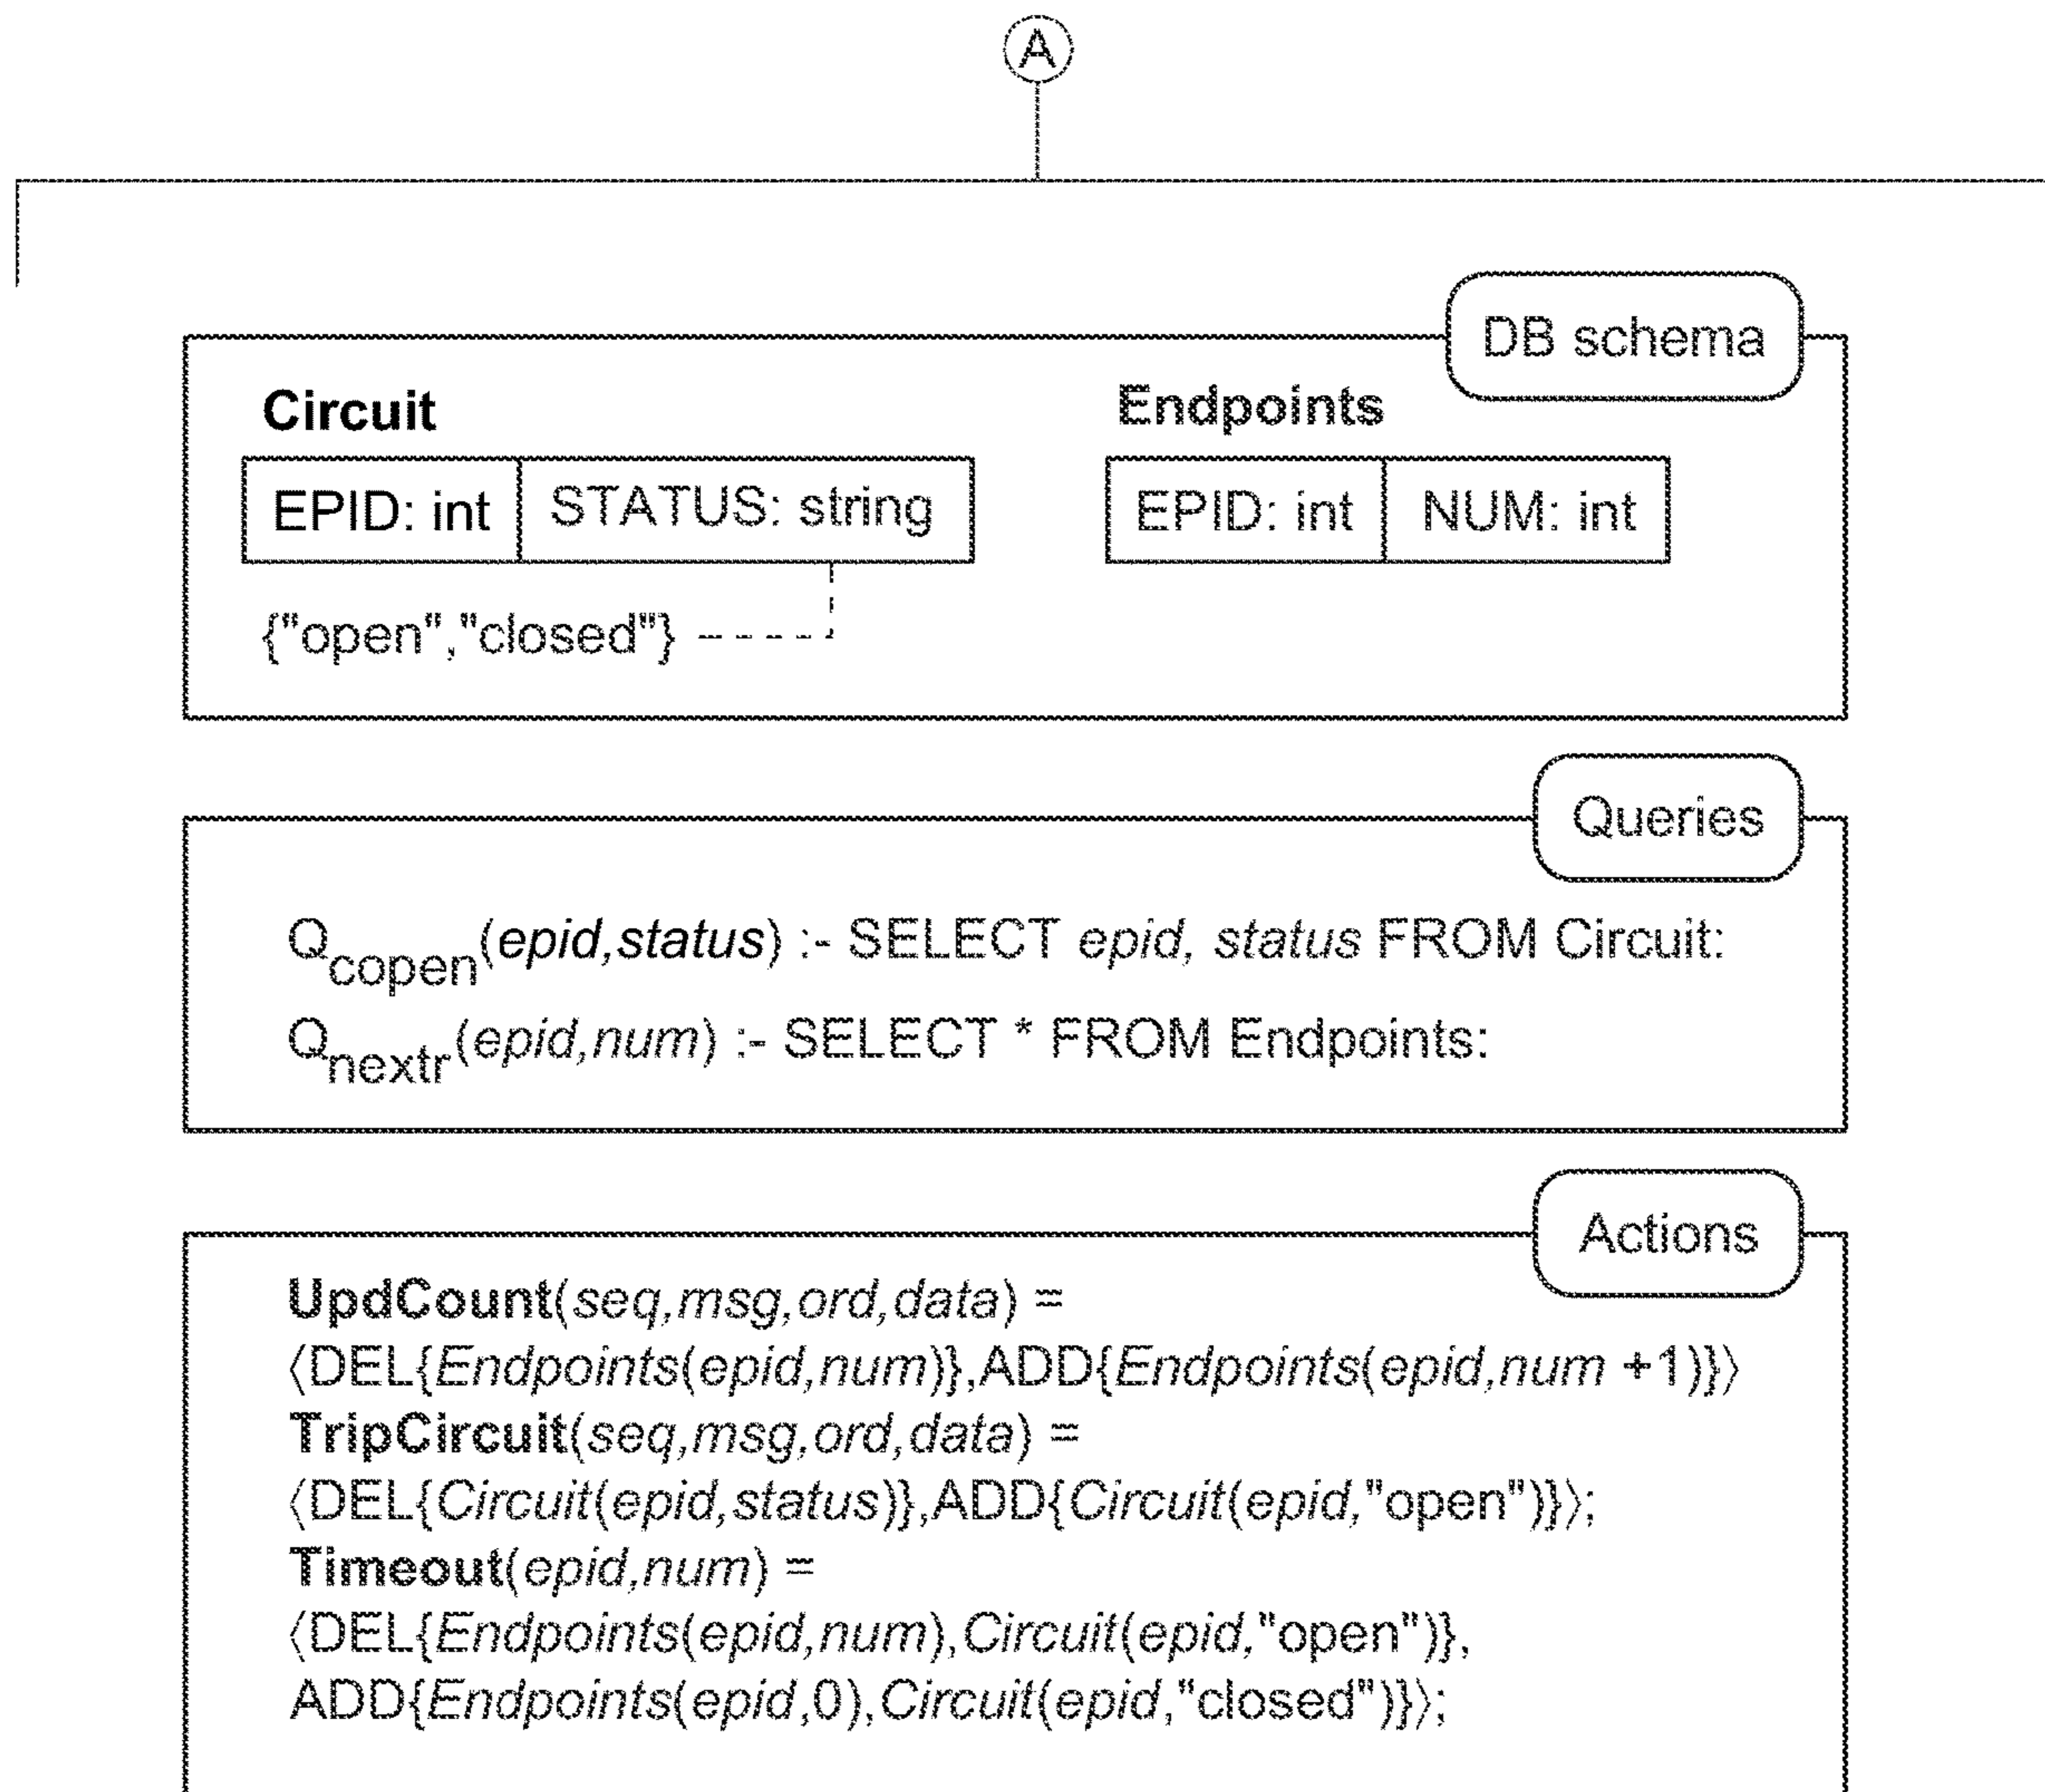 A
DB schema
Circuit
Endpoints
EPID: int STATUS: string
EPID: int NUM: int
{"open","closed"}
Queries
Qcopen(epid,status) :- SELECT epid, status FROM Circuit:
Qnextr(epid,num) :- SELECT * FROM Endpoints:
Actions
UpdCount(seq,msg,ord,data) =
⟨DEL{Endpoints(epid,num)},ADD{Endpoints(epid,num +1)}⟩
TripCircuit(seq,msg,ord,data) =
⟨DEL{Circuit(epid,status)},ADD{Circuit(epid,"open")}⟩;
Timeout(epid,num) =
⟨DEL{Endpoints(epid,num),Circuit(epid,"open")},
ADD{Endpoints(epid,0),Circuit(epid,"closed")}⟩;